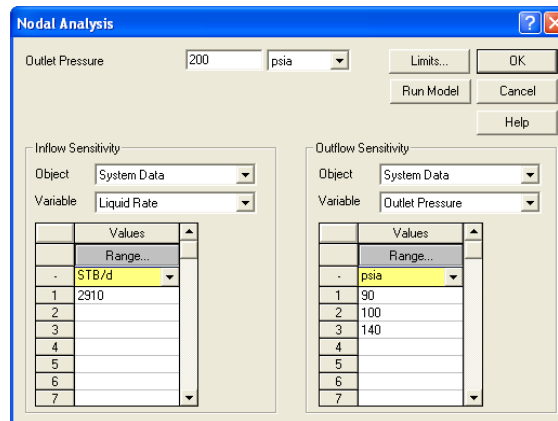 Nodal Analysis
Outlet Pressure 200 psia Limits... OK
Run Model Cancel
Help
Inflow Sensitivity
Object System Data
Variable Liquid Rate
Values
Range...
- STB/d
1 2910
2
3
4
5
6
7
Outflow Sensitivity
Object System Data
Variable Outlet Pressure
Values
Range...
- psia
1 90
2 100
3 140
4
5
6
7